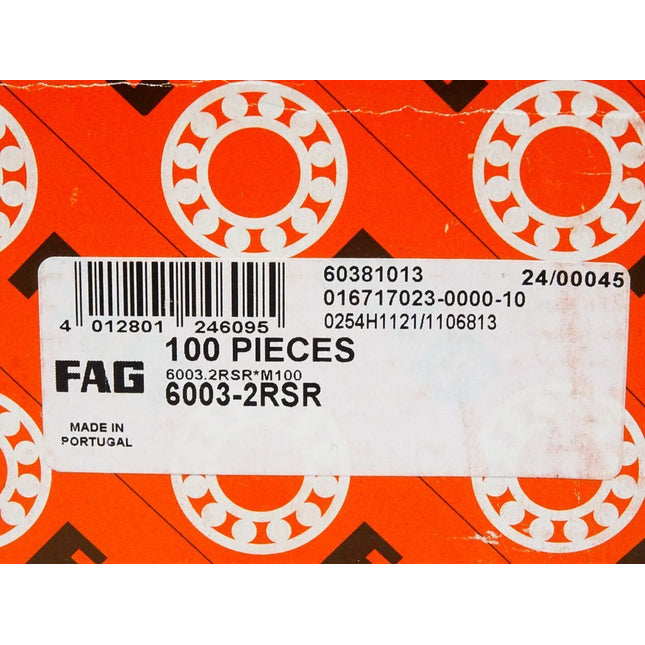 60381013 24/00045
016717023-0000-10
0254H1121/1106813
4 012801 246095
100 PIECES
6003.2RSR*M100
FAG 6003-2RSR
MADE IN
PORTUGAL